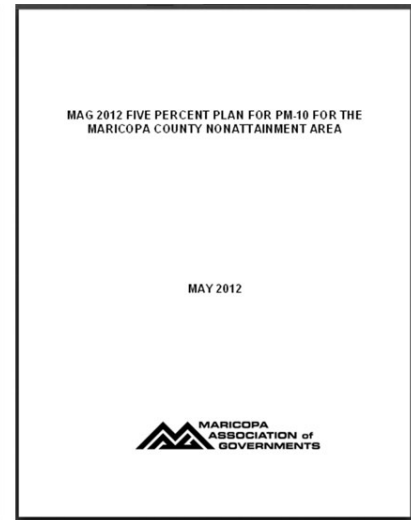 MAG 2012 FIVE PERCENT PLAN FOR PM-10 FOR THE
MARICOPA COUNTY NONATTAINMENT AREA
MAY 2012
MARICOPA
ASSOCIATION of
GOVERNMENTS